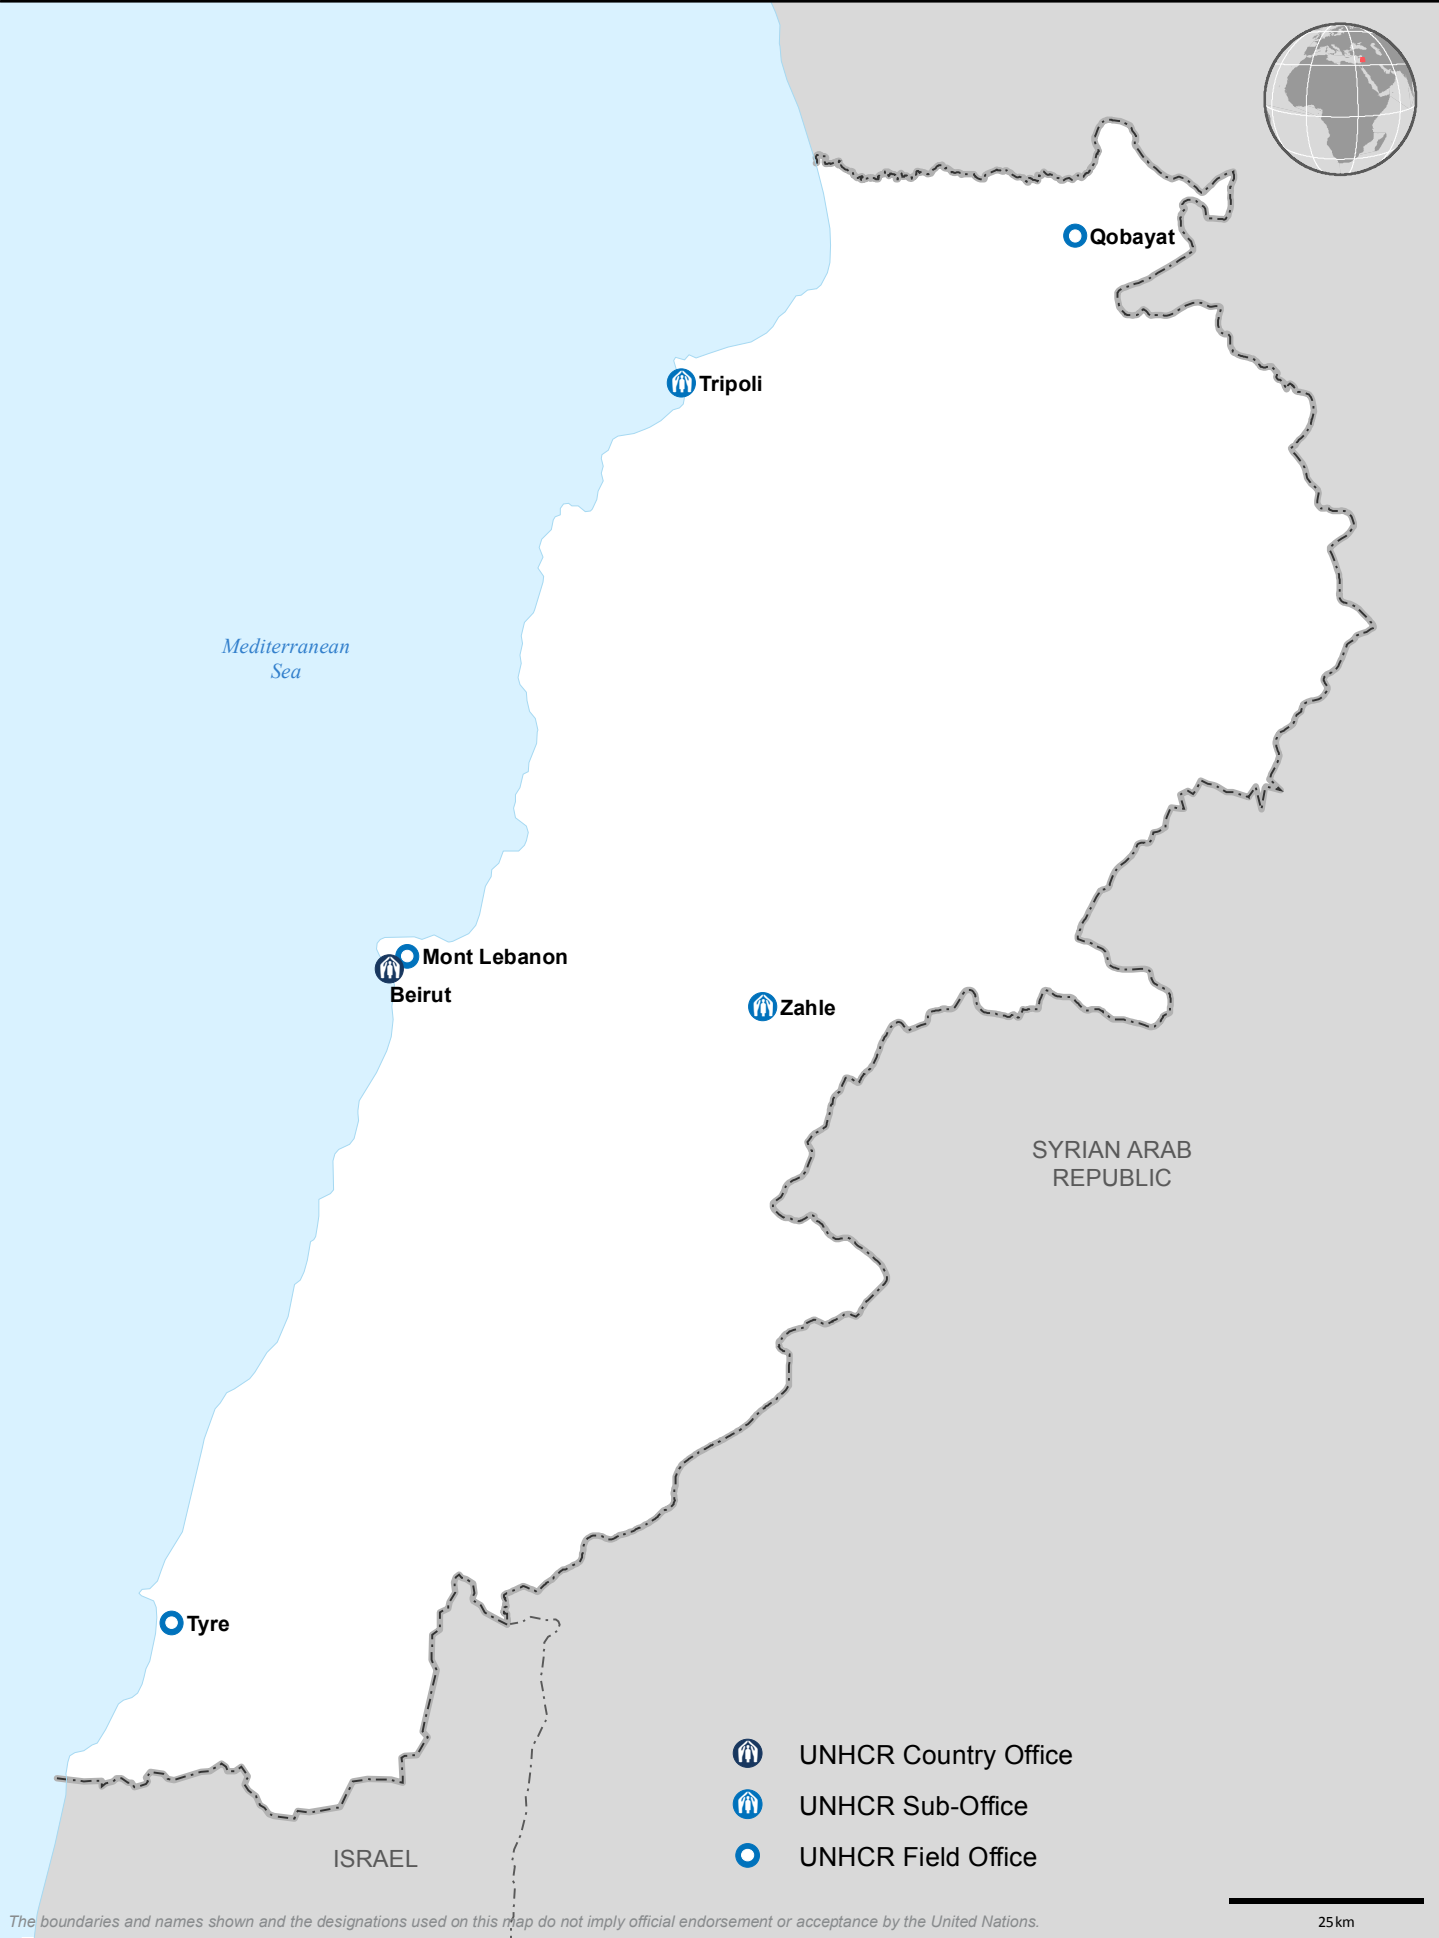 Qobayat
Tripoli
Mediterranean
Sea
Mont Lebanon
Beirut
Zahle
SYRIAN ARAB
REPUBLIC
Tyre
UNHCR Country Office
UNHCR Sub-Office
UNHCR Field Office
ISRAEL
The boundaries and names shown and the designations used on this map do not imply official endorsement or acceptance by the United Nations.
25 km